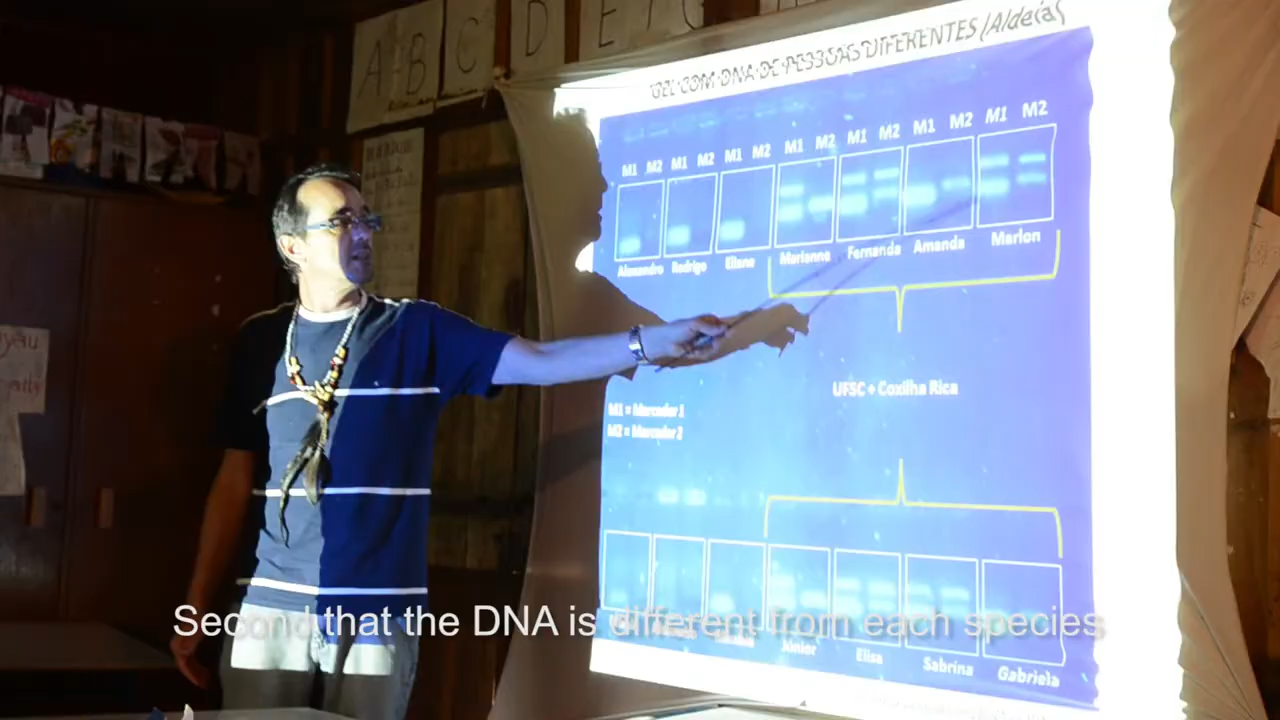 A B C D E F G
GEL COM DNA DE PESSOAS DIFERENTES (Aldeia)
M1 M2 M1 M2 M1 M2 M1 M2 M1 M2 M1 M2 M1 M2
Alexandro Rodrigo Eliane Marianna Fernanda Amanda Marlon
UFSC + Coxilha Rica
M1 = Marcador 1
M2 = Marcador 2
Second that the DNA is different from each species
Júnior Elisa Sabrina Gabriela